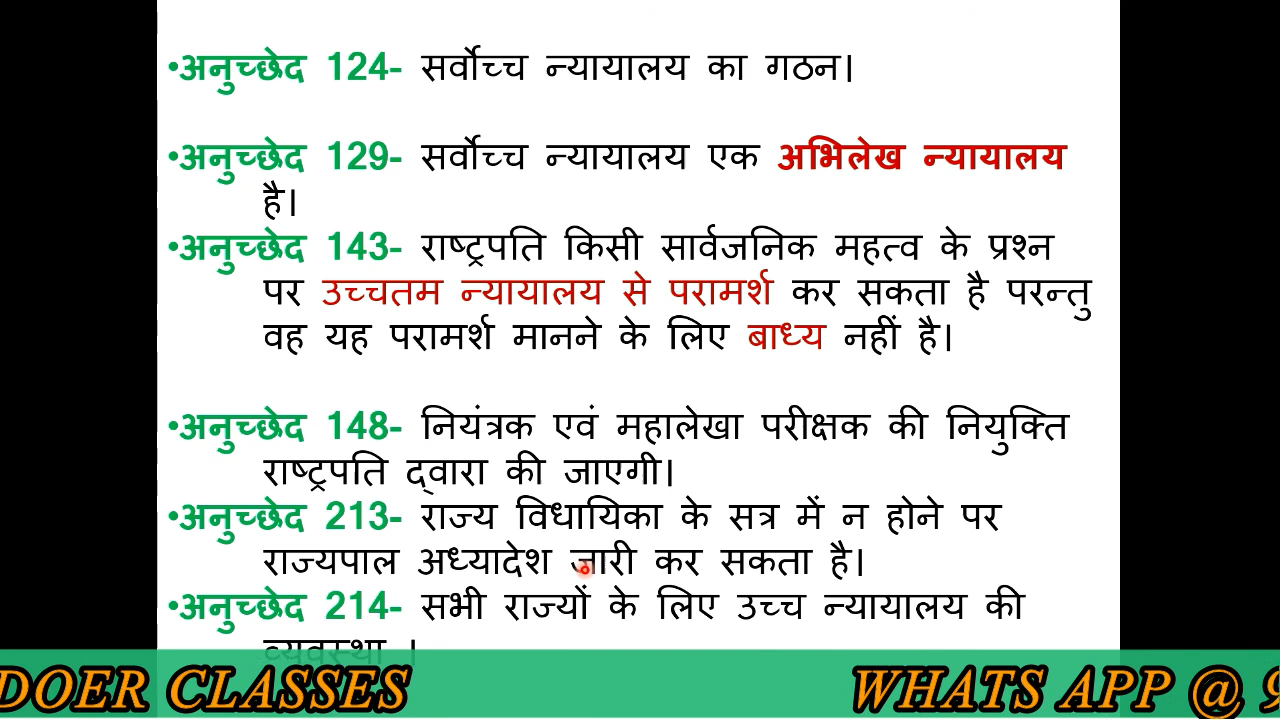 •अनुच्छेद 124- सर्वोच्च न्यायालय का गठन।
•अनुच्छेद 129- सर्वोच्च न्यायालय एक अभिलेख न्यायालय
है।
•अनुच्छेद 143- राष्ट्रपति किसी सार्वजनिक महत्व के प्रश्न
पर उच्चतम न्यायालय से परामर्श कर सकता है परन्तु
वह यह परामर्श मानने के लिए बाध्य नहीं है।
•अनुच्छेद 148- नियंत्रक एवं महालेखा परीक्षक की नियुक्ति
राष्ट्रपति द्वारा की जाएगी।
•अनुच्छेद 213- राज्य विधायिका के सत्र में न होने पर
राज्यपाल अध्यादेश जारी कर सकता है।
•अनुच्छेद 214- सभी राज्यों के लिए उच्च न्यायालय की
व्यवस्था ।
DOER CLASSES WHATS APP @ 9